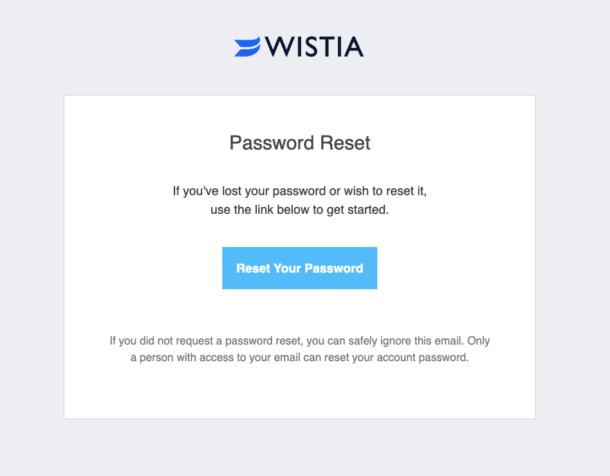 WISTIA
Password Reset
If you've lost your password or wish to reset it,
use the link below to get started.
Reset Your Password
If you did not request a password reset, you can safely ignore this email. Only
a person with access to your email can reset your account password.